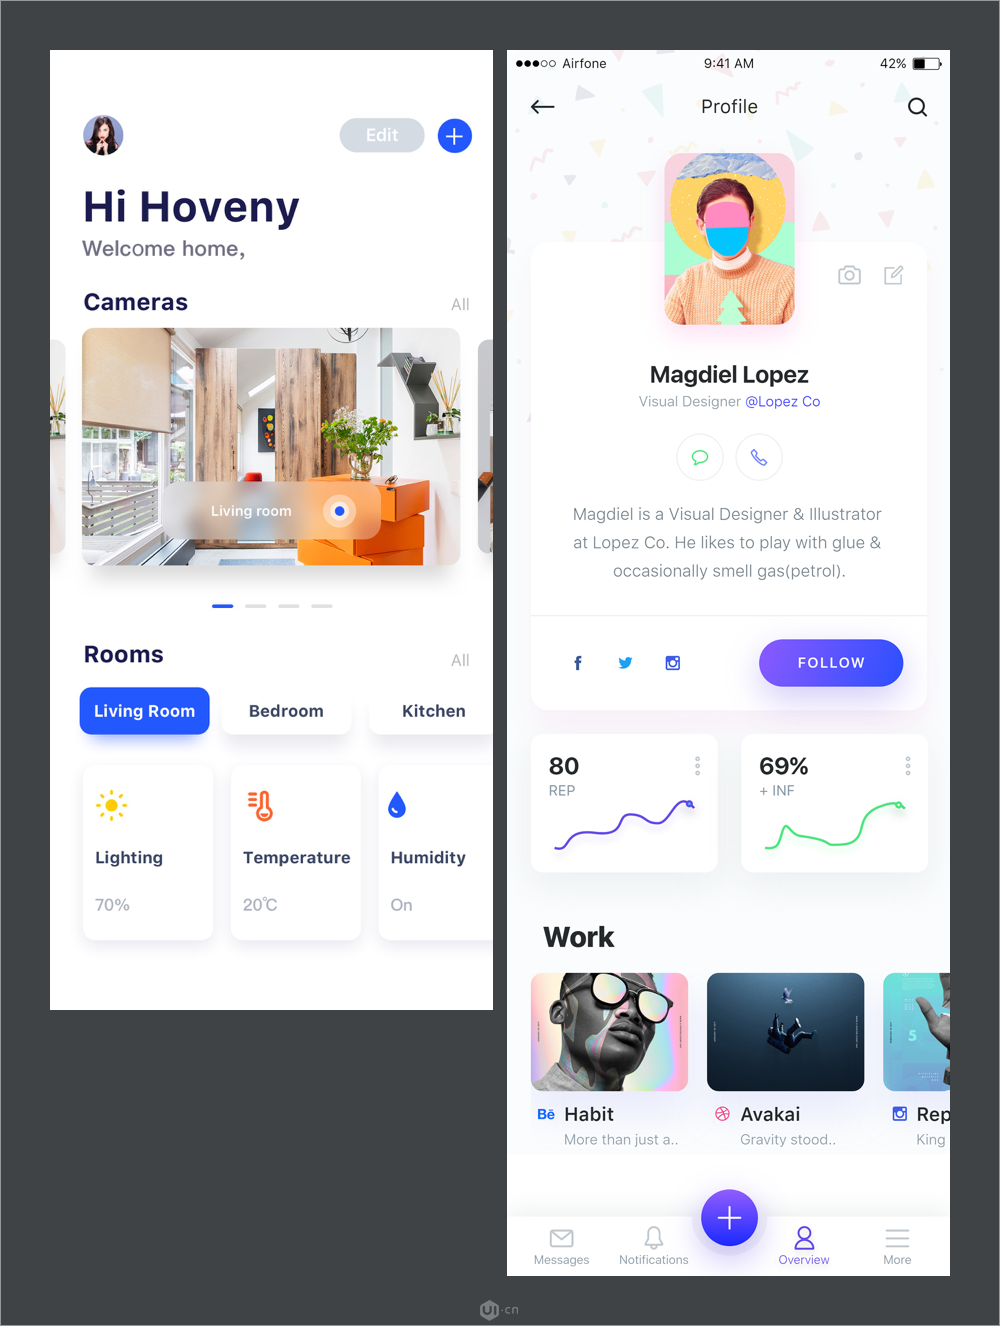 Edit
Hi Hoveny
Welcome home,
Cameras
All
Living room
Rooms
All
Living Room
Bedroom
Kitchen
Lighting
Temperature
Humidity
70%
20℃
On
Airfone
9:41 AM
42%
Profile
Magdiel Lopez
Visual Designer @Lopez Co
Magdiel is a Visual Designer & Illustrator
at Lopez Co. He likes to play with glue &
occasionally smell gas(petrol).
f
FOLLOW
80
REP
69%
+ INF
Work
5
Bē Habit
More than just a..
Avakai
Gravity stood..
Rep
King
Messages
Notifications
Overview
More
UI·cn